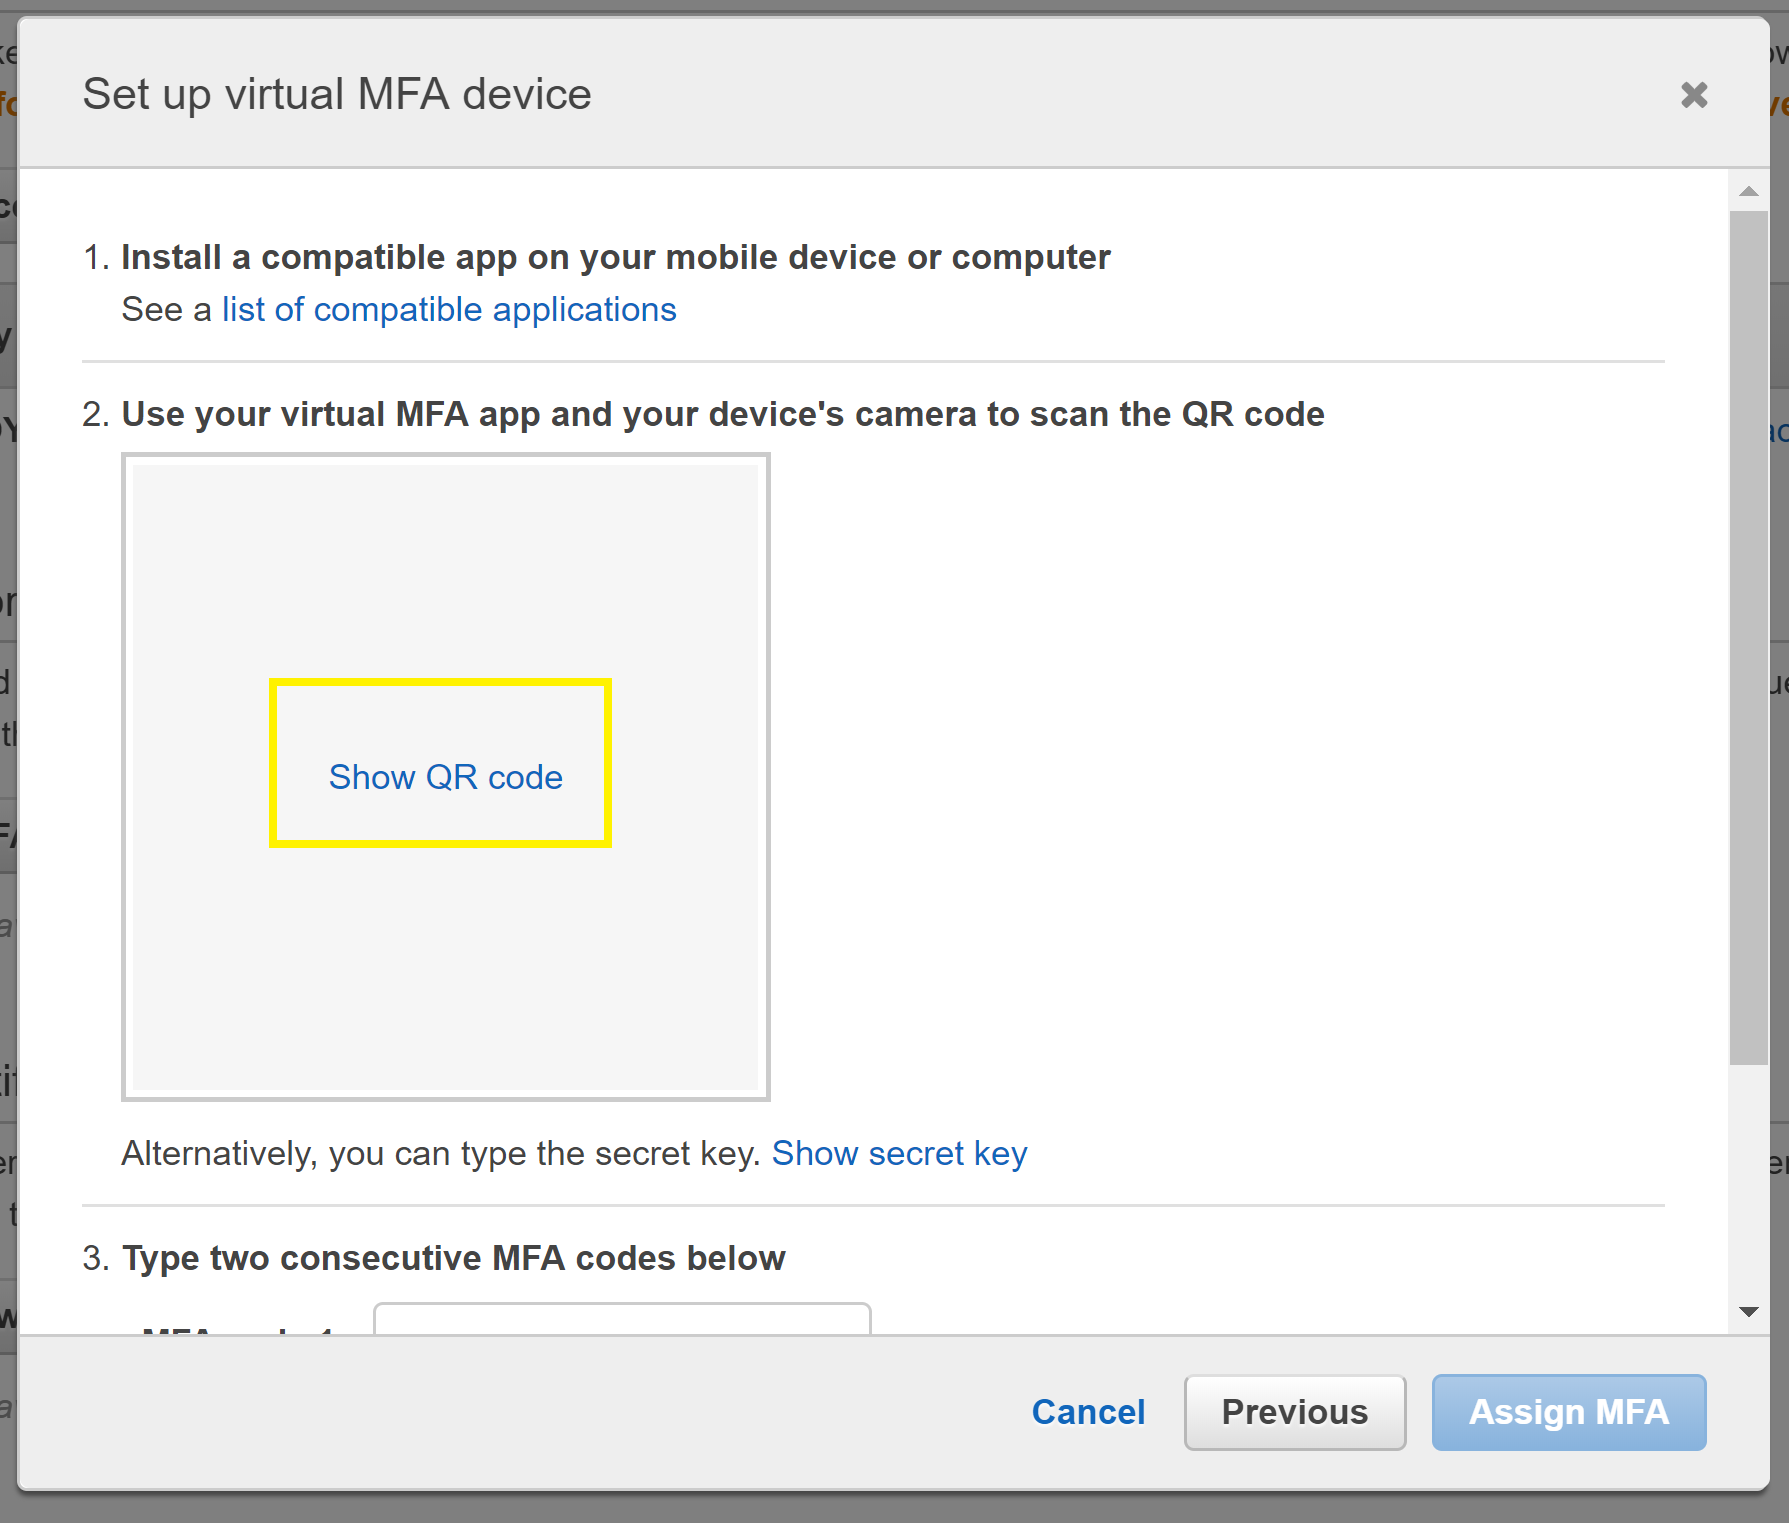 Set up virtual MFA device
1. Install a compatible app on your mobile device or computer
See a list of compatible applications
2. Use your virtual MFA app and your device's camera to scan the QR code
Show QR code
Alternatively, you can type the secret key. Show secret key
3. Type two consecutive MFA codes below
Cancel Previous Assign MFA